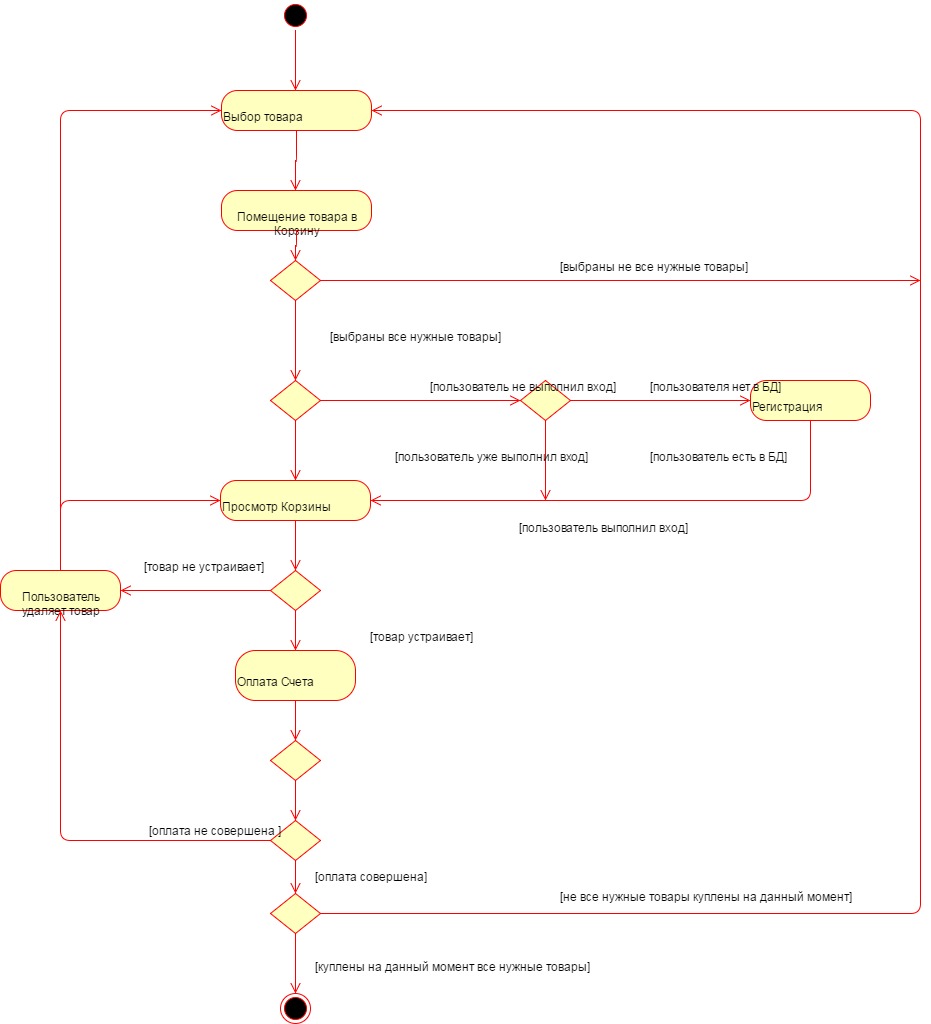 Выбор товара
Помещение товара в
Корзину
[выбраны не все нужные товары]
[выбраны все нужные товары]
[пользователь не выполнил вход]
[пользователя нет в БД]
Регистрация
[пользователь уже выполнил вход]
[пользователь есть в БД]
Просмотр Корзины
[пользователь выполнил вход]
[товар не устраивает]
Пользователь
удаляет товар
[товар устраивает]
Оплата Счета
[оплата не совершена ]
[оплата совершена]
[не все нужные товары куплены на данный момент]
[куплены на данный момент все нужные товары]